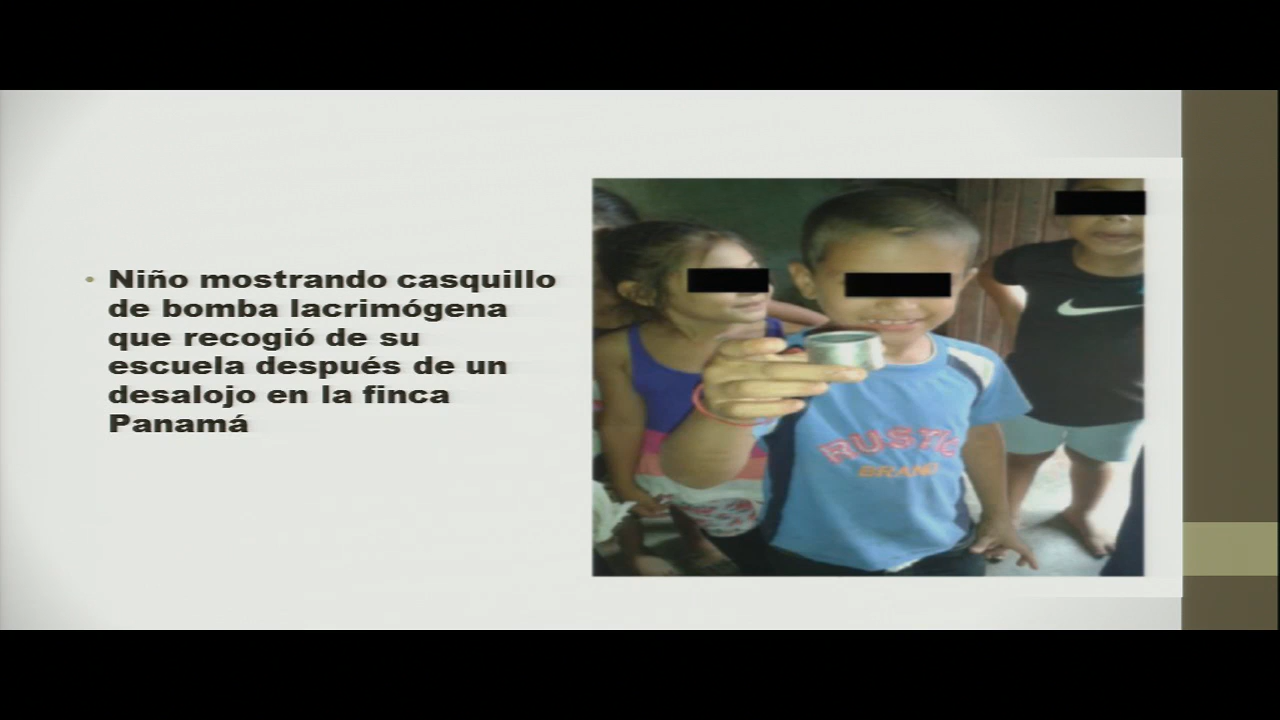 • Niño mostrando casquillo
de bomba lacrimógena
que recogió de su
escuela después de un
desalojo en la finca
Panamá
RUSTIC
BRAND